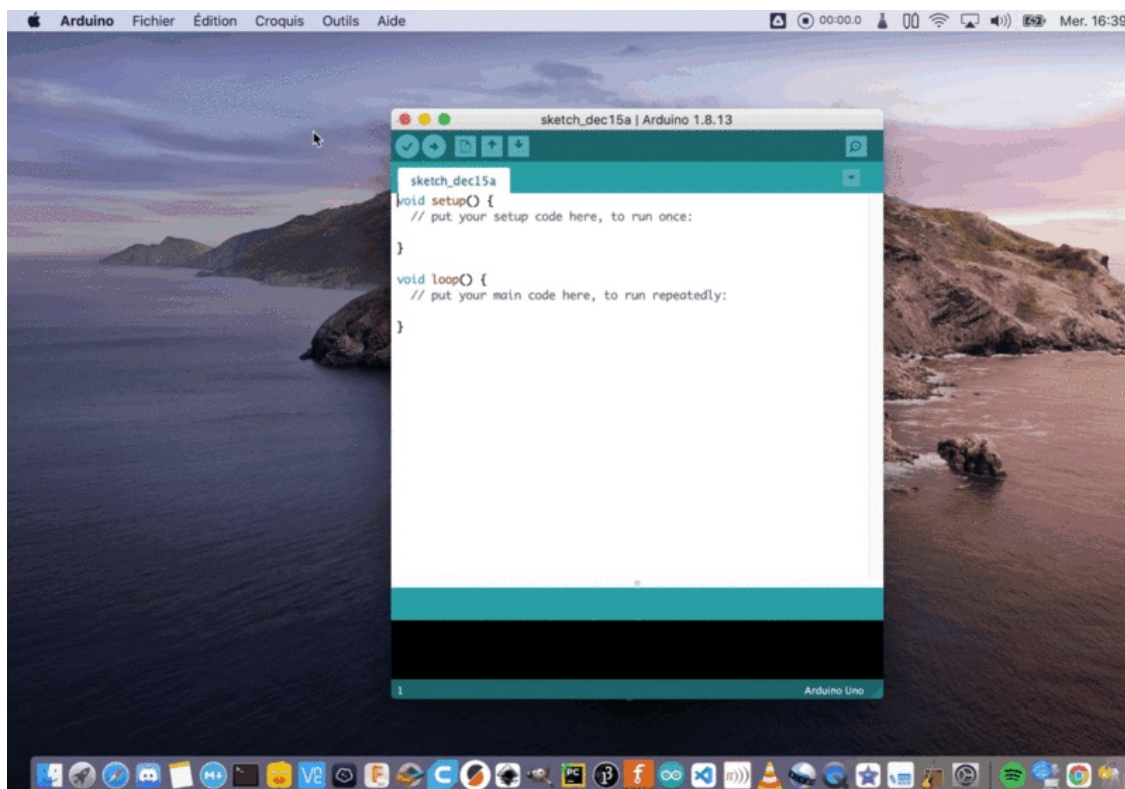 Arduino Fichier Édition Croquis Outils Aide 00:00.0 Mer. 16:39
sketch_dec15a | Arduino 1.8.13
sketch_dec15a
void setup() {
// put your setup code here, to run once:
}
void loop() {
// put your main code here, to run repeatedly:
}
1 Arduino Uno